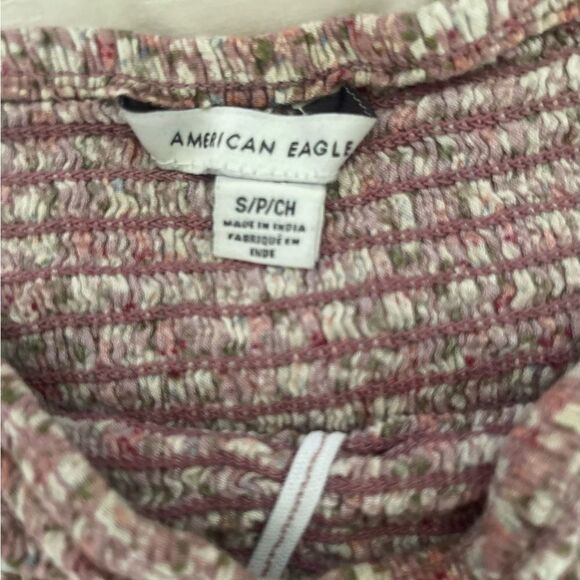 AMERICAN EAGLE
S/P/CH
MADE IN INDIA
FABRIQUÉ EN
INDE